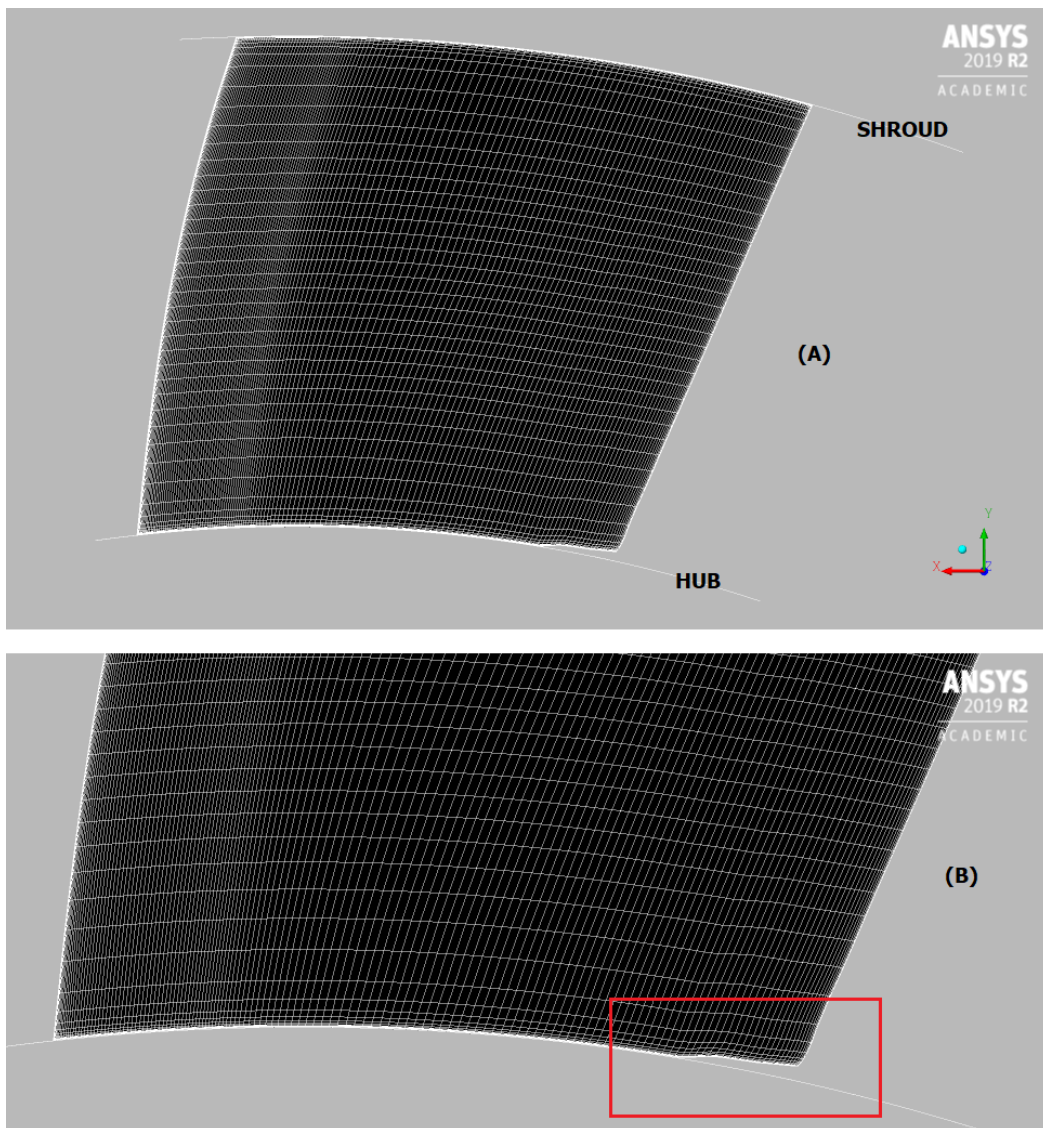 ANSYS
2019 R2
ACADEMIC
SHROUD
(A)
Y
X
Z
HUB
ANSYS
2019 R2
ACADEMIC
(B)